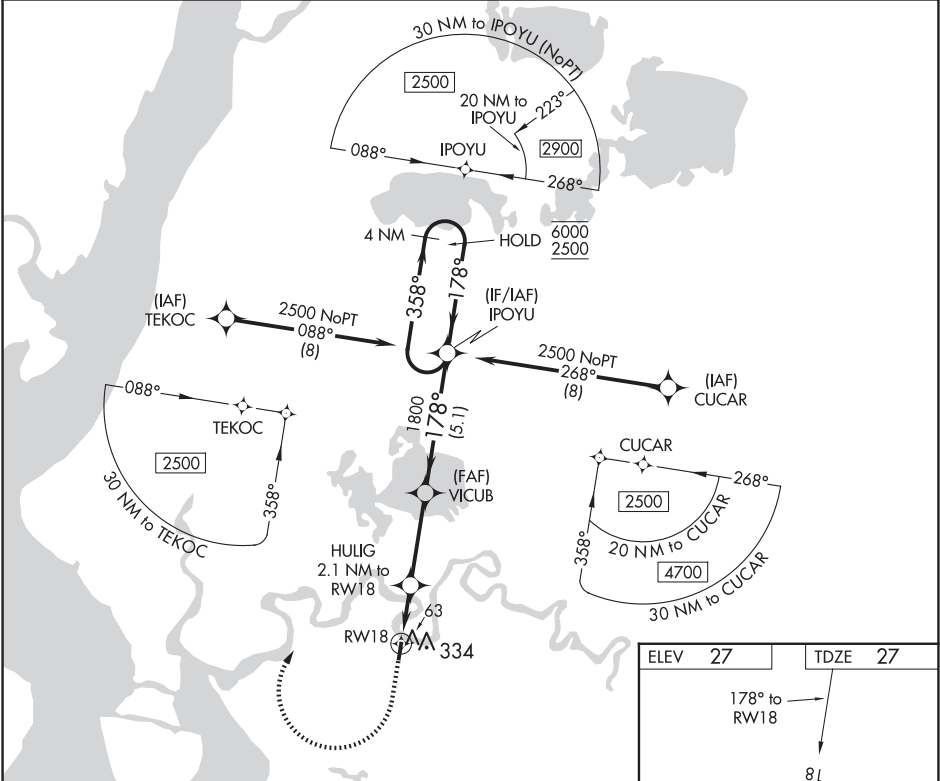 30 NM to IPOYU (NoPT)
2500
20 NM to
IPOYU
223°
2900
088°
IPOYU
268°
4 NM
HOLD
6000
2500
358°
178°
(IF/IAF)
IPOYU
(IAF)
TEKOC
2500 NoPT
088°
(8)
2500 NoPT
268°
(8)
(IAF)
CUCAR
088°
TEKOC
2500
358°
30 NM to TEKOC
1800
178°
(5.1)
(FAF)
VICUB
CUCAR
268°
2500
358°
20 NM to CUCAR
4700
30 NM to CUCAR
HULIG
2.1 NM to
RW18
63
RW18
334
ELEV 27
TDZE 27
178° to
RW18